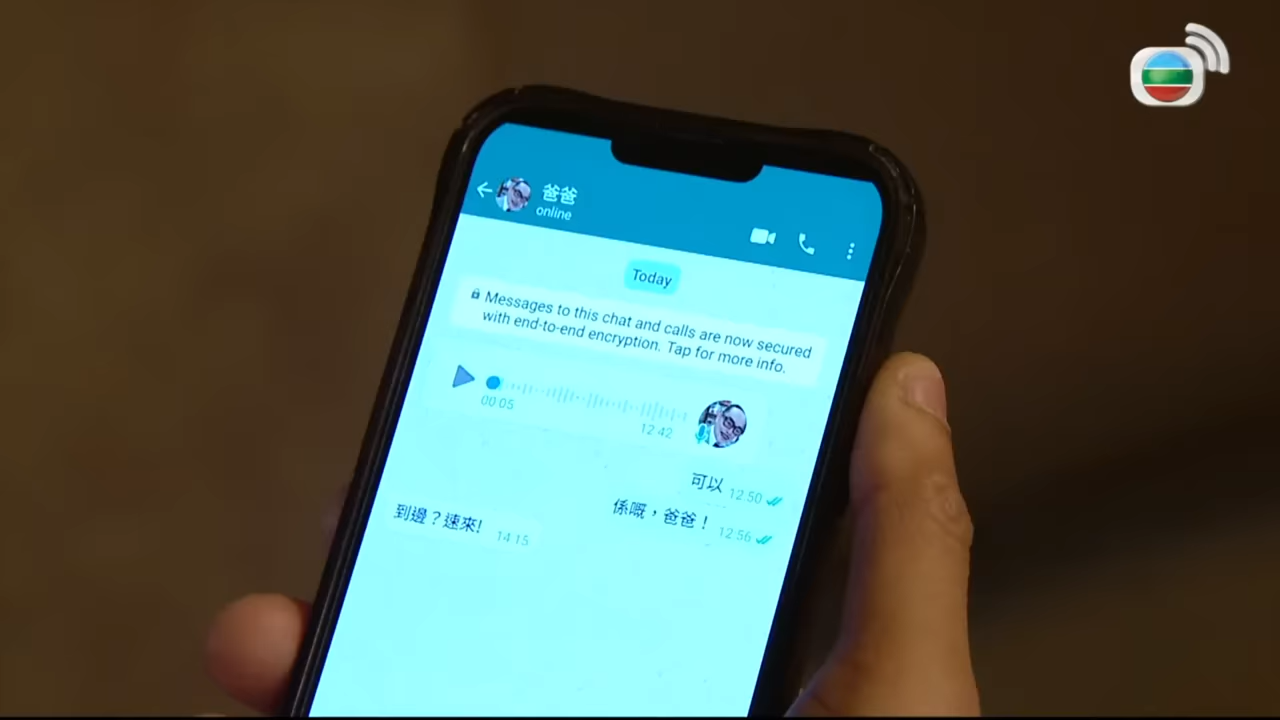 爸爸
online
Today
Messages to this chat and calls are now secured
with end-to-end encryption. Tap for more info.
00:05
12:42
可以 12:50
係嘅，爸爸！ 12:56
到邊？速來! 14:15